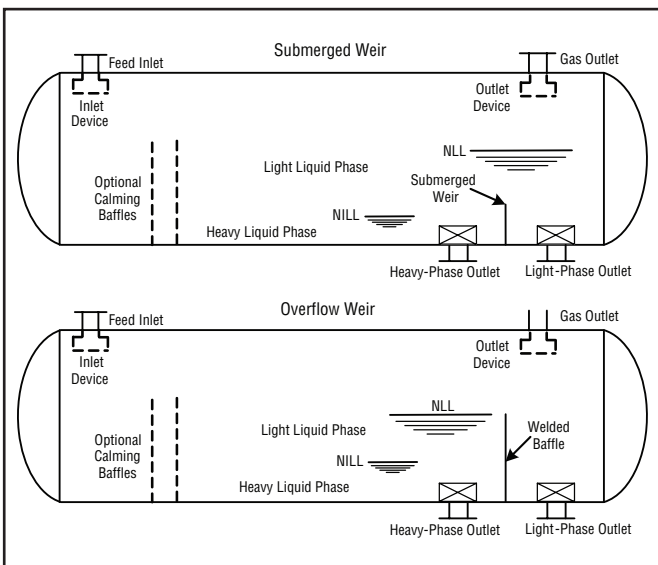 Submerged Weir
Feed Inlet
Gas Outlet
Inlet
Device
Outlet
Device
NLL
Light Liquid Phase
Optional
Calming
Baffles
Submerged
Weir
NILL
Heavy Liquid Phase
Heavy-Phase Outlet
Light-Phase Outlet
Overflow Weir
Feed Inlet
Gas Outlet
Inlet
Device
Outlet
Device
NLL
Light Liquid Phase
Welded
Baffle
Optional
Calming
Baffles
NILL
Heavy Liquid Phase
Heavy-Phase Outlet
Light-Phase Outlet